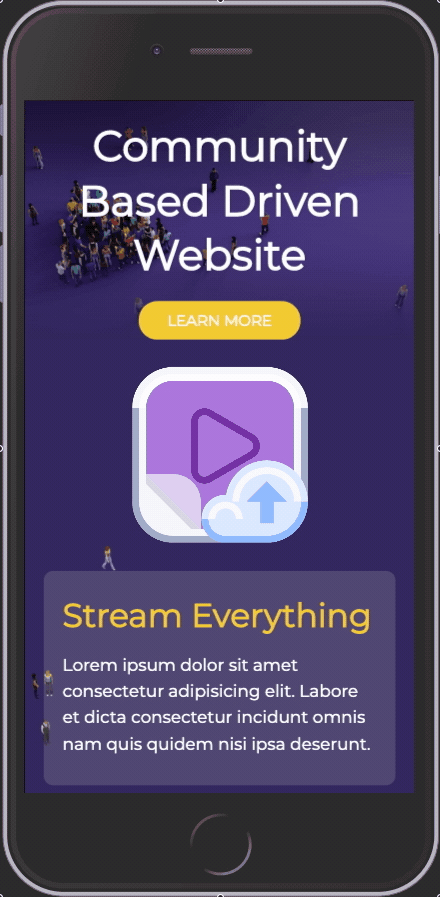 Community
Based Driven
Website
LEARN MORE
Stream Everything
Lorem ipsum dolor sit amet
consectetur adipisicing elit. Labore
et dicta consectetur incidunt omnis
nam quis quidem nisi ipsa deserunt.